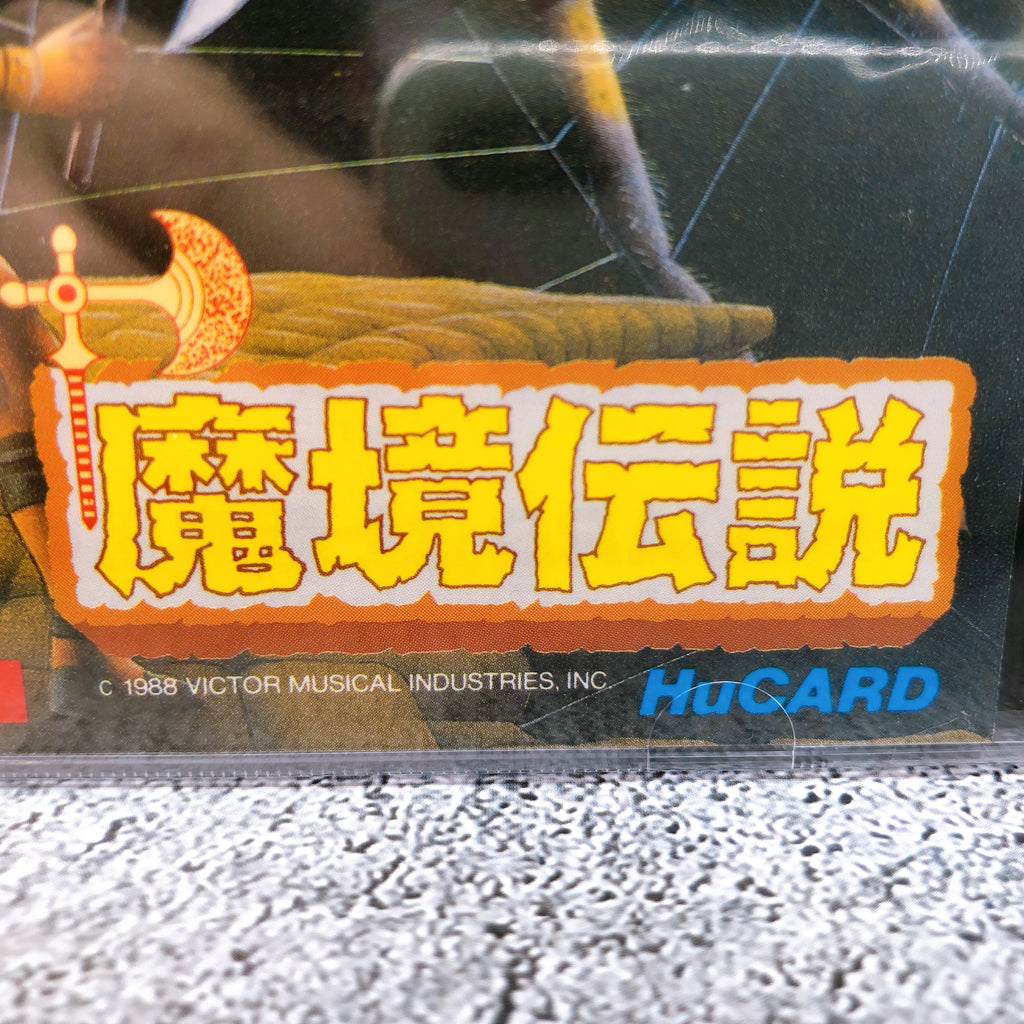 魔境伝説
C 1988 VICTOR MUSICAL INDUSTRIES, INC.
HuCARD